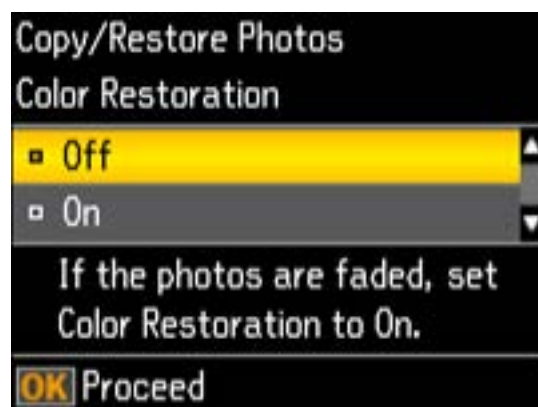 Copy/Restore Photos
Color Restoration
Off
On
If the photos are faded, set
Color Restoration to On.
OK Proceed